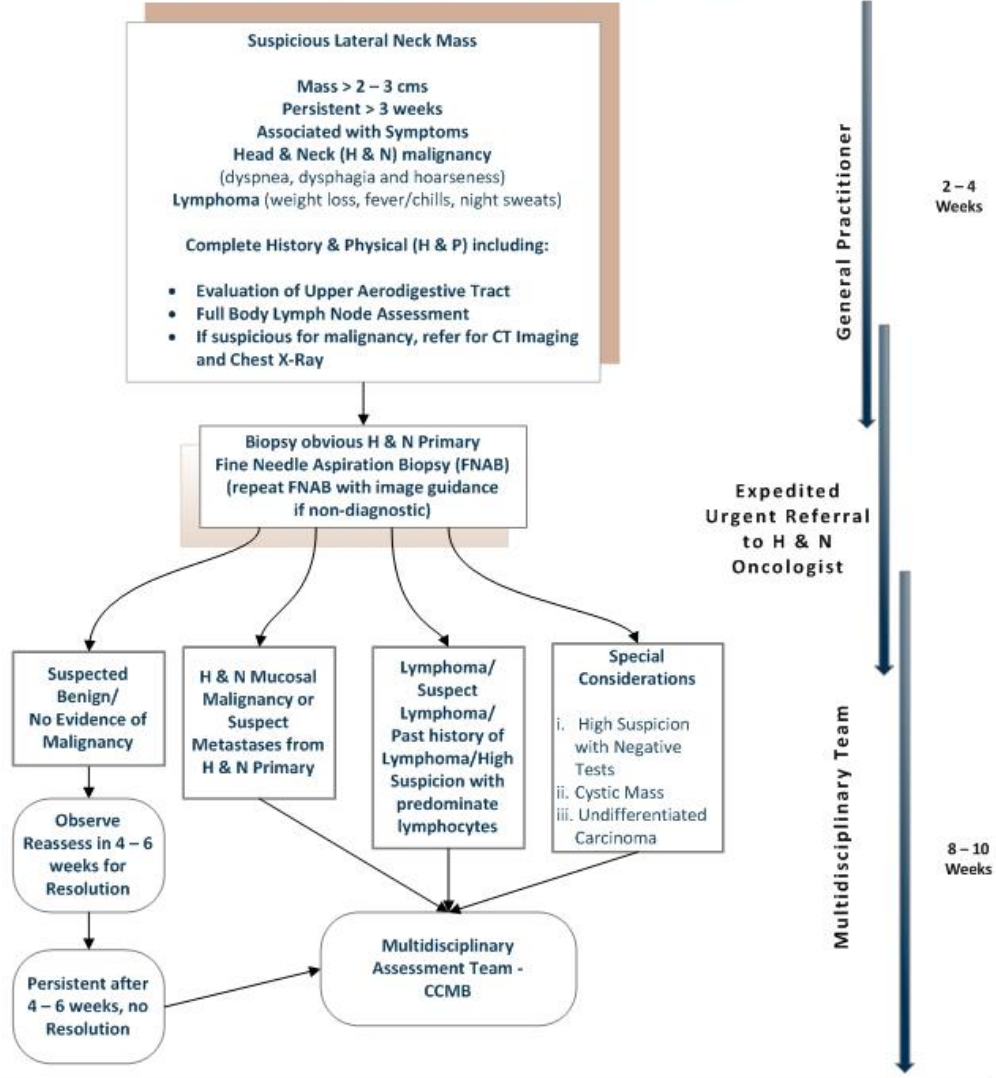 Suspicious Lateral Neck Mass
Mass > 2 – 3 cms
Persistent > 3 weeks
Associated with Symptoms
Head & Neck (H & N) malignancy
(dyspnea, dysphagia and hoarseness)
Lymphoma (weight loss, fever/chills, night sweats)
Complete History & Physical (H & P) including:
• Evaluation of Upper Aerodigestive Tract
• Full Body Lymph Node Assessment
• If suspicious for malignancy, refer for CT Imaging
and Chest X-Ray
General Practitioner
2 – 4
Weeks
Biopsy obvious H & N Primary
Fine Needle Aspiration Biopsy (FNAB)
(repeat FNAB with image guidance
if non-diagnostic)
Expedited
Urgent Referral
to H & N
Oncologist
Suspected
Benign/
No Evidence of
Malignancy
H & N Mucosal
Malignancy or
Suspect
Metastases from
H & N Primary
Lymphoma/
Suspect
Lymphoma/
Past history of
Lymphoma/High
Suspicion with
predominate
lymphocytes
Special
Considerations
i. High Suspicion
with Negative
Tests
ii. Cystic Mass
iii. Undifferentiated
Carcinoma
Observe
Reassess in 4 – 6
weeks for
Resolution
Persistent after
4 – 6 weeks, no
Resolution
Multidisciplinary
Assessment Team -
CCMB
Multidisciplinary Team
8 – 10
Weeks